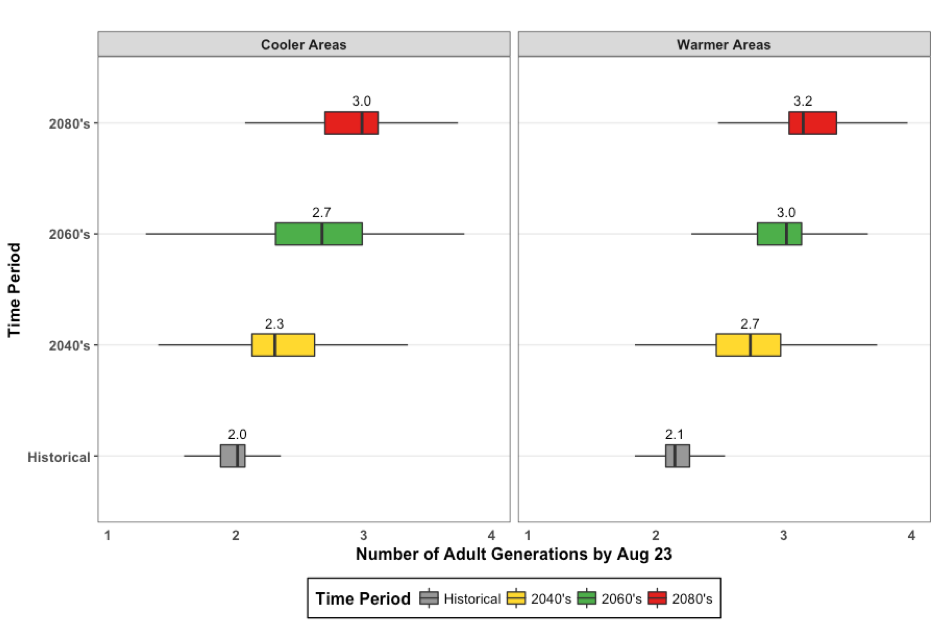 Cooler Areas Warmer Areas
3.0 3.2
2080's
2.7 3.0
2060's
2.3 2.7
2040's
2.0 2.1
Historical
Time Period
1 2 3 4 1 2 3 4
Number of Adult Generations by Aug 23
Time Period Historical 2040's 2060's 2080's